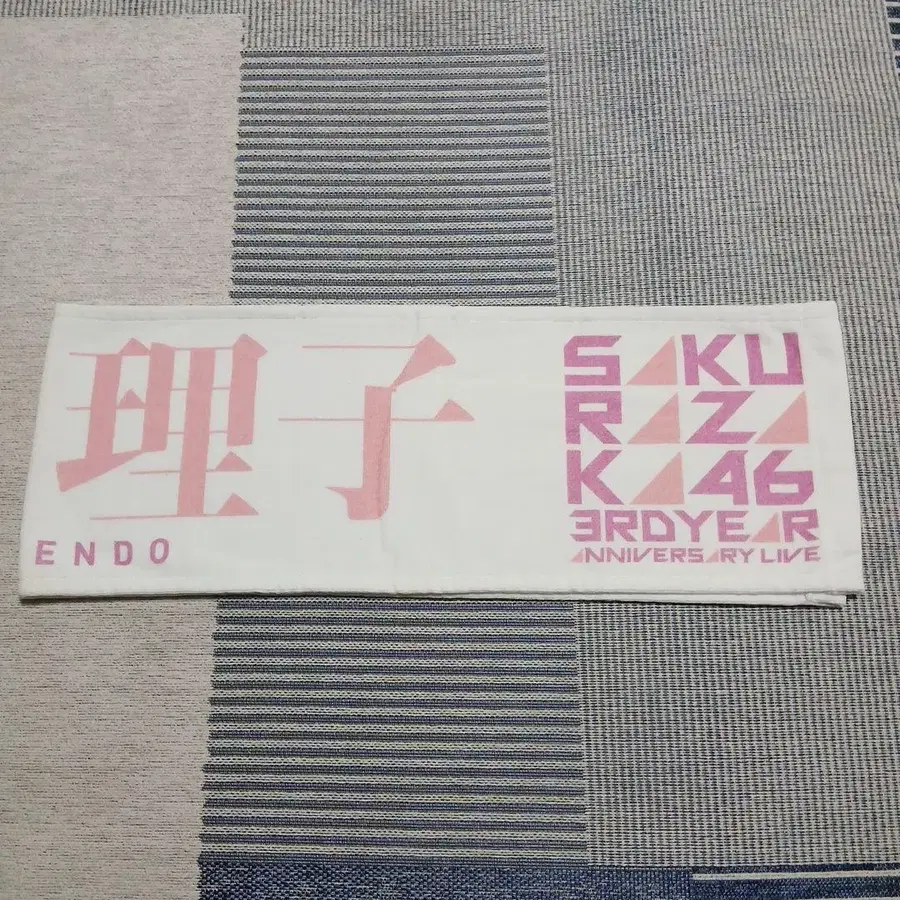 理子
ENDO
SAKU
RAZA
KA46
3RDYEAR
ANNIVERSARY LIVE